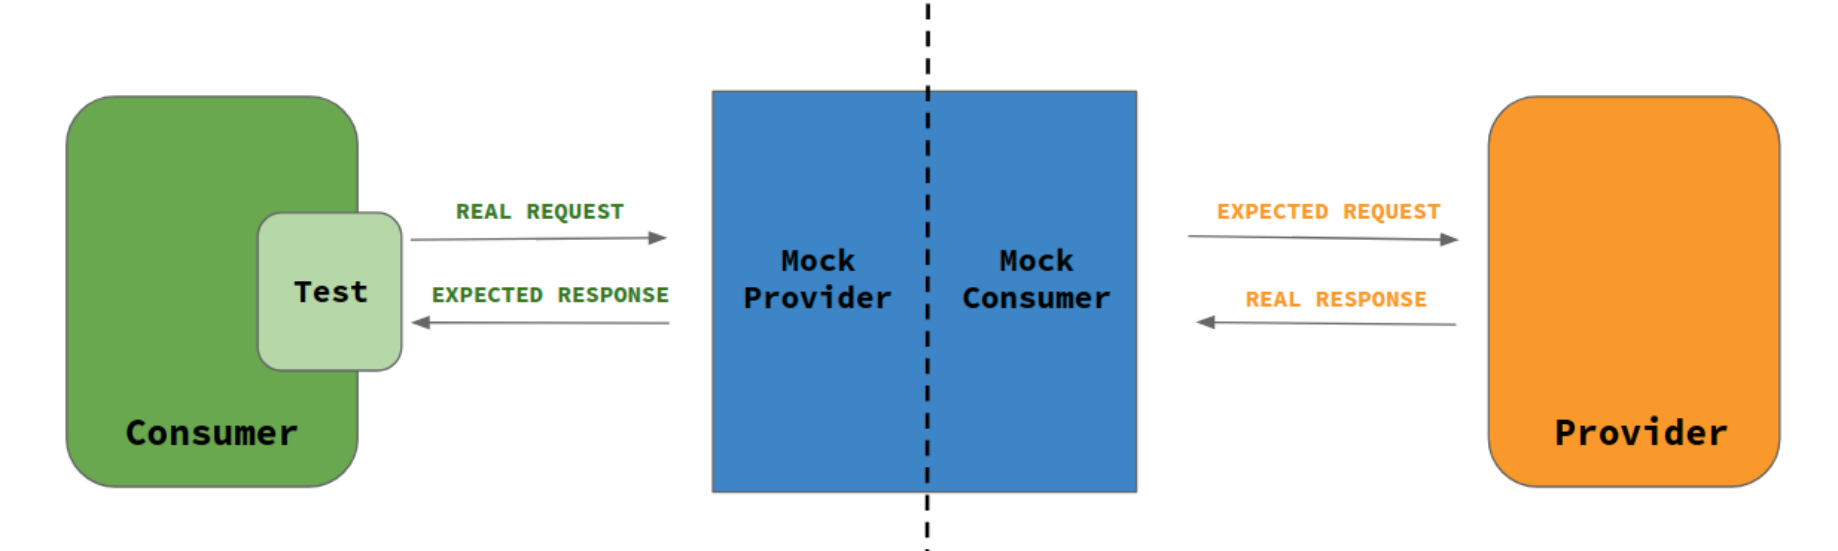 REAL REQUEST
EXPECTED REQUEST
Mock
Provider
Mock
Consumer
Test
EXPECTED RESPONSE
REAL RESPONSE
Consumer
Provider